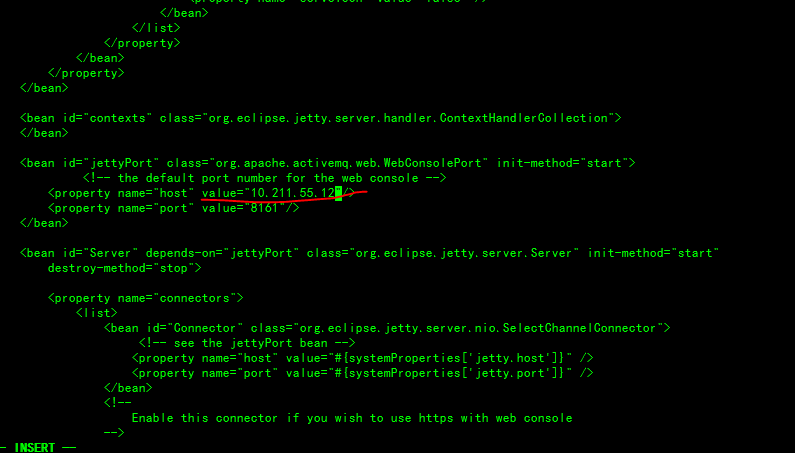 </bean>
</list>
</property>
</bean>
</property>
</bean>
<bean id="contexts" class="org.eclipse.jetty.server.handler.ContextHandlerCollection">
</bean>
<bean id="jettyPort" class="org.apache.activemq.web.WebConsolePort" init-method="start">
<!-- the default port number for the web console -->
<property name="host" value="10.211.55.12"/>
<property name="port" value="8161"/>
</bean>
<bean id="Server" depends-on="jettyPort" class="org.eclipse.jetty.server.Server" init-method="start"
destroy-method="stop">
<property name="connectors">
<list>
<bean id="Connector" class="org.eclipse.jetty.server.nio.SelectChannelConnector">
<!-- see the jettyPort bean -->
<property name="host" value="#{systemProperties['jetty.host']}" />
<property name="port" value="#{systemProperties['jetty.port']}" />
</bean>
<!--
Enable this connector if you wish to use https with web console
-->
- INSERT --